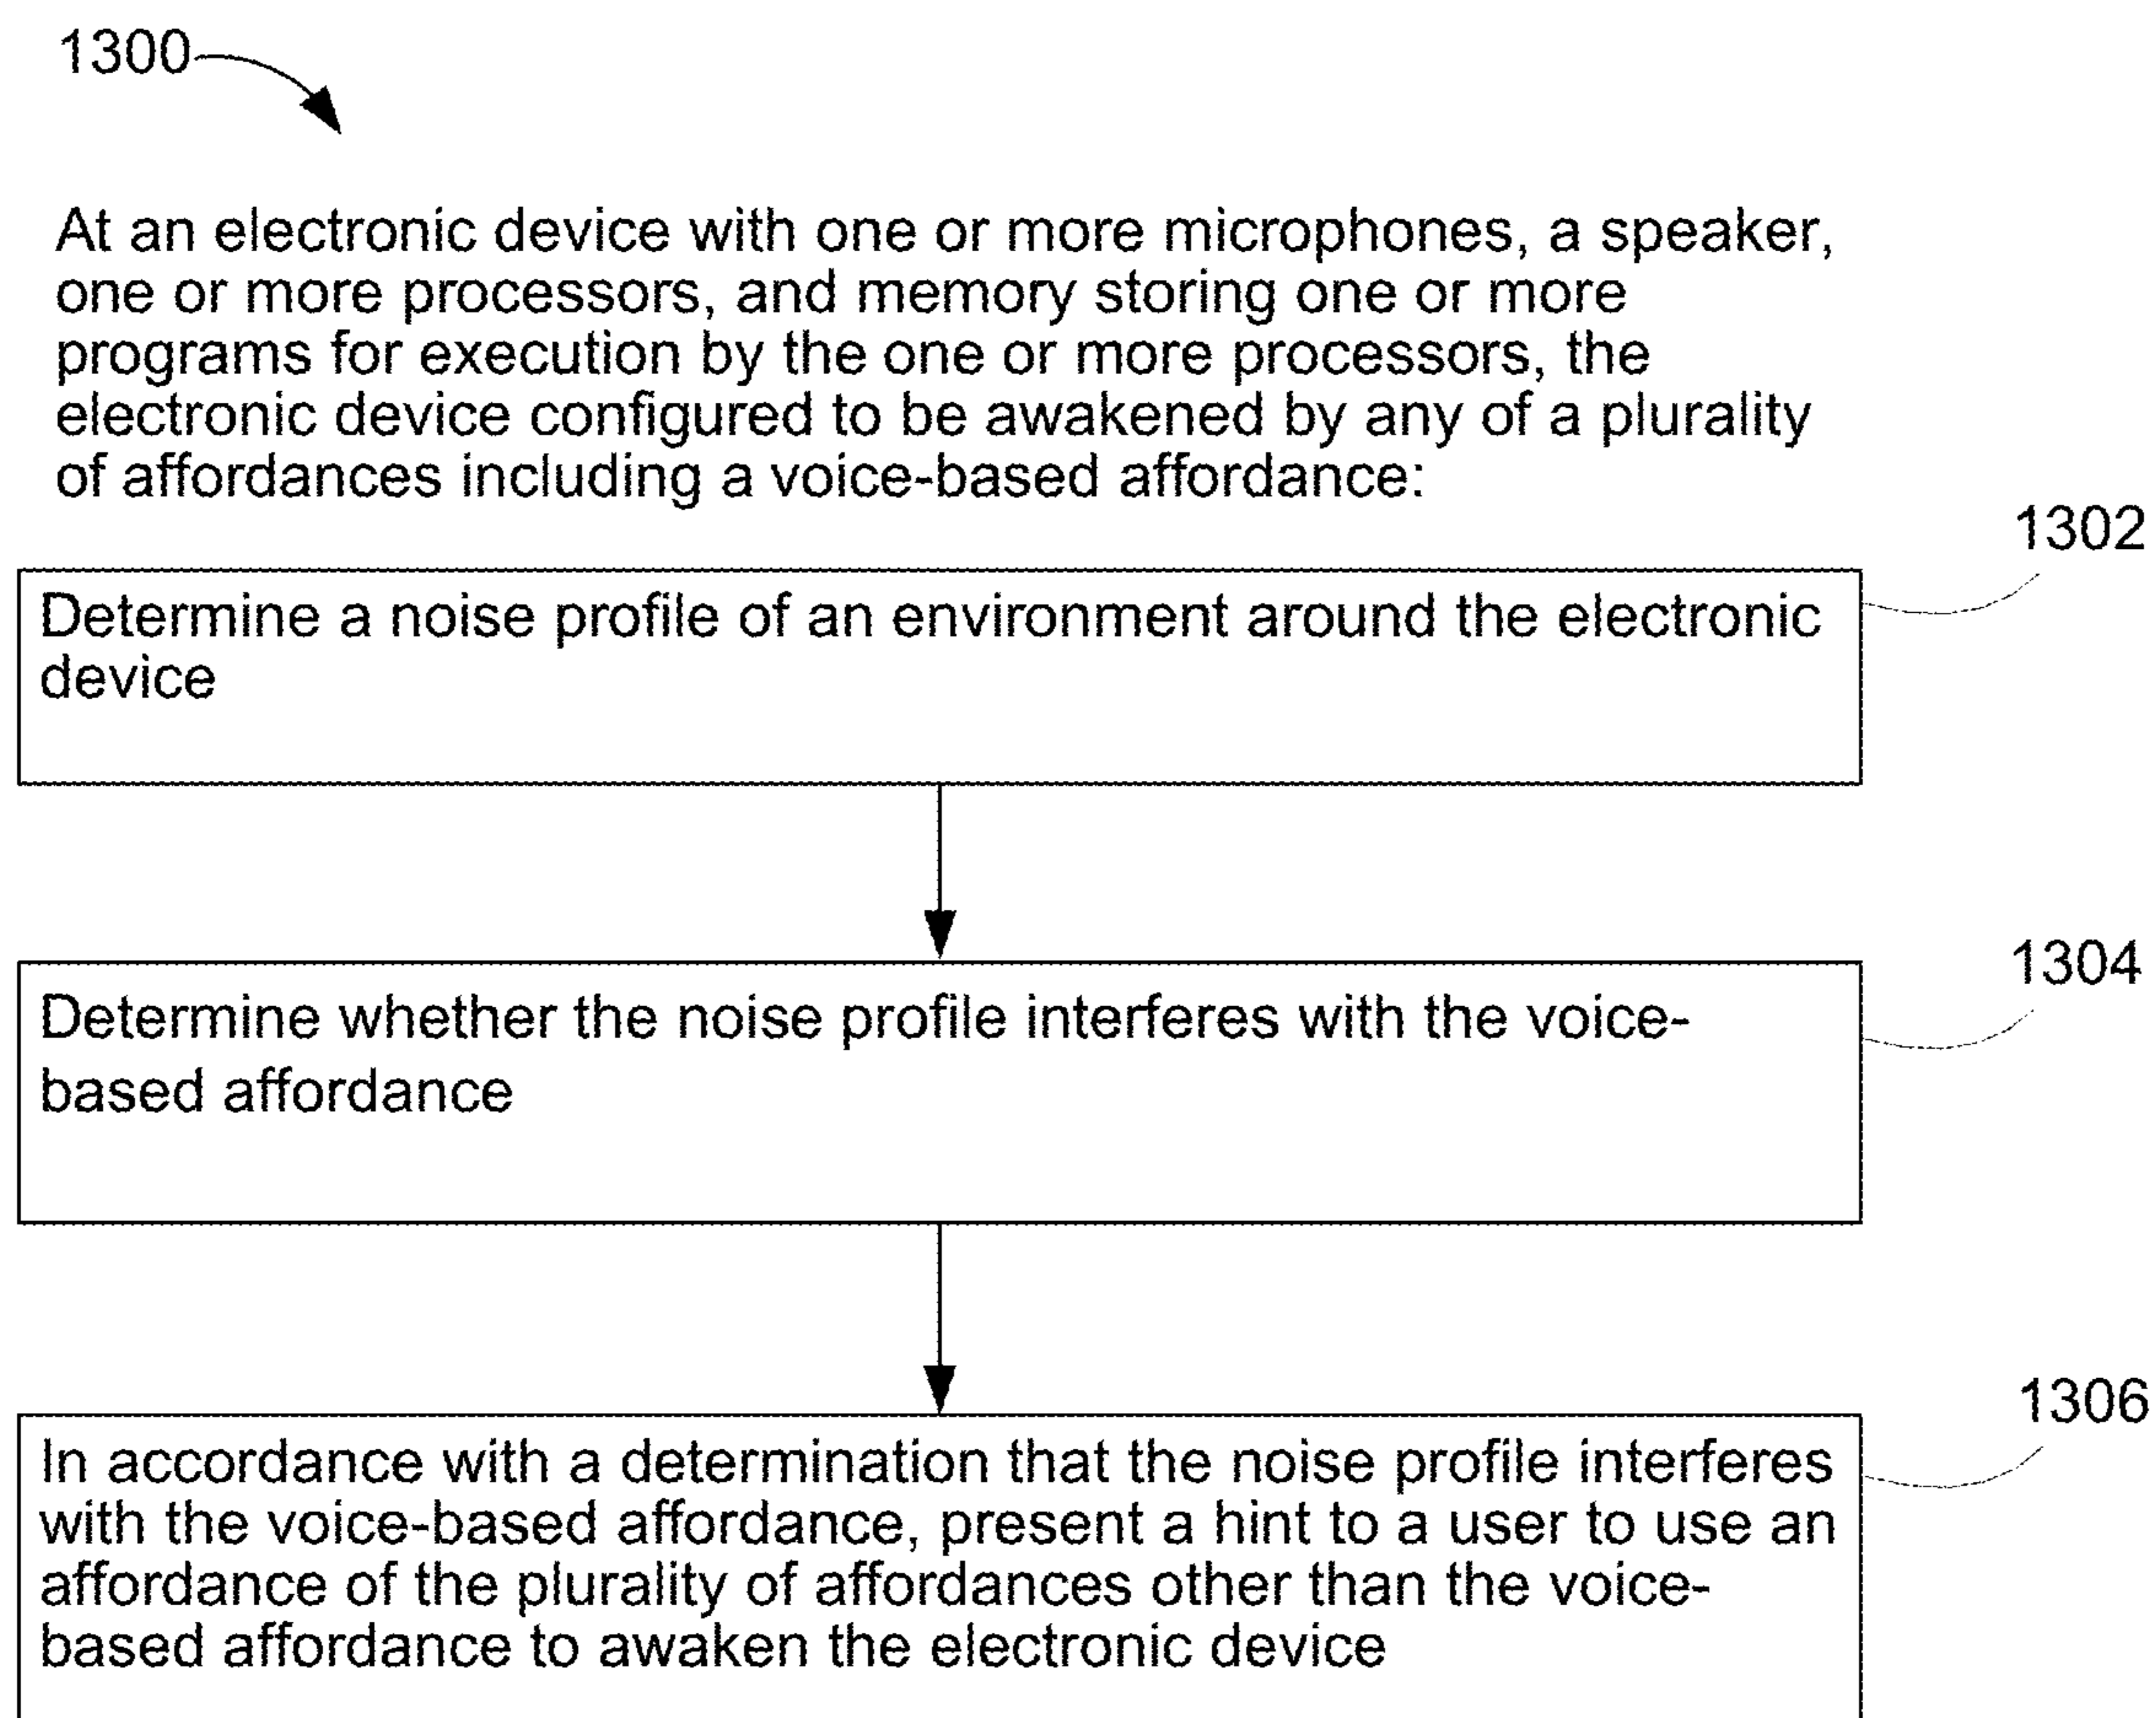 1300
At an electronic device with one or more microphones, a speaker,
one or more processors, and memory storing one or more
programs for execution by the one or more processors, the
electronic device configured to be awakened by any of a plurality
of affordances including a voice-based affordance:
1302
Determine a noise profile of an environment around the electronic
device
1304
Determine whether the noise profile interferes with the voice-
based affordance
1306
In accordance with a determination that the noise profile interferes
with the voice-based affordance, present a hint to a user to use an
affordance of the plurality of affordances other than the voice-
based affordance to awaken the electronic device